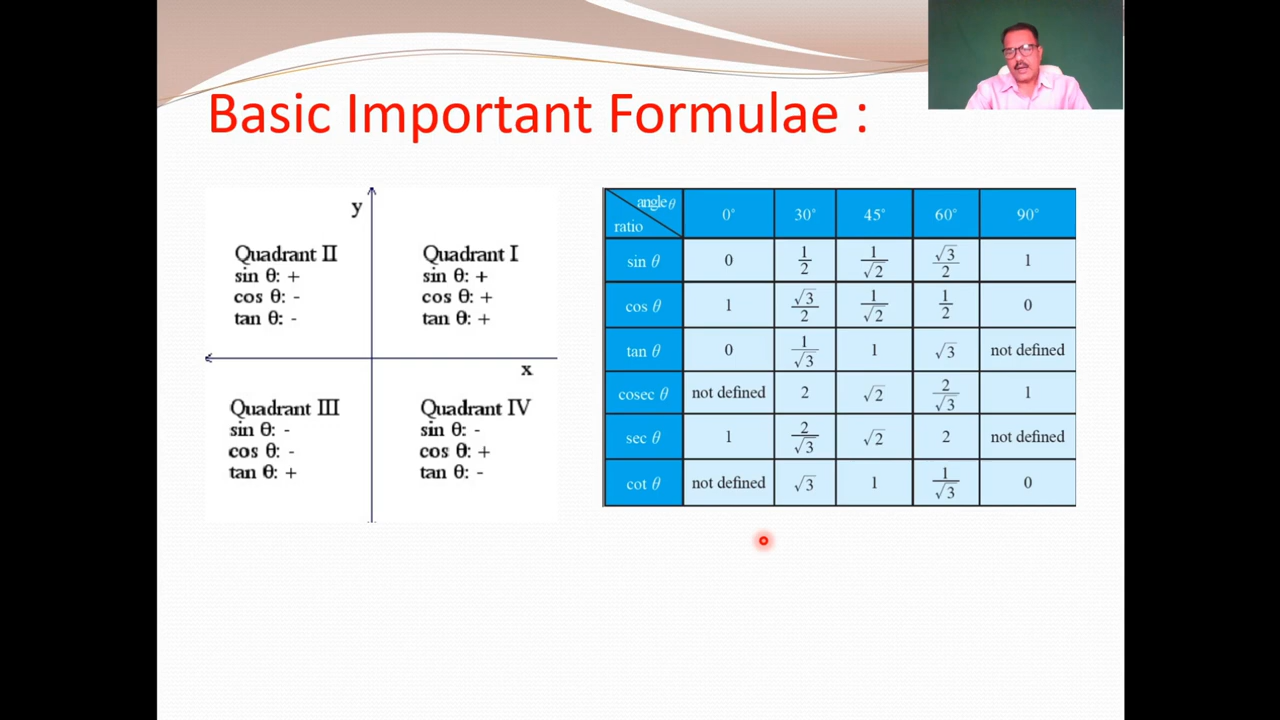 Basic Important Formulae :
y
Quadrant II
sin θ: +
cos θ: -
tan θ: -
Quadrant I
sin θ: +
cos θ: +
tan θ: +
x
Quadrant III
sin θ: -
cos θ: -
tan θ: +
Quadrant IV
sin θ: -
cos θ: +
tan θ: -
angle θ
ratio
0° 30° 45° 60° 90°
sin θ 0 1/2 1/√3 √3/2 1
cos θ 1 √3/2 1/√2 1/2 0
tan θ 0 1/√3 1 √3 not defined
cosec θ not defined 2 √2 2/√3 1
sec θ 1 2/√3 √2 2 not defined
cot θ not defined √3 1 1/√3 0